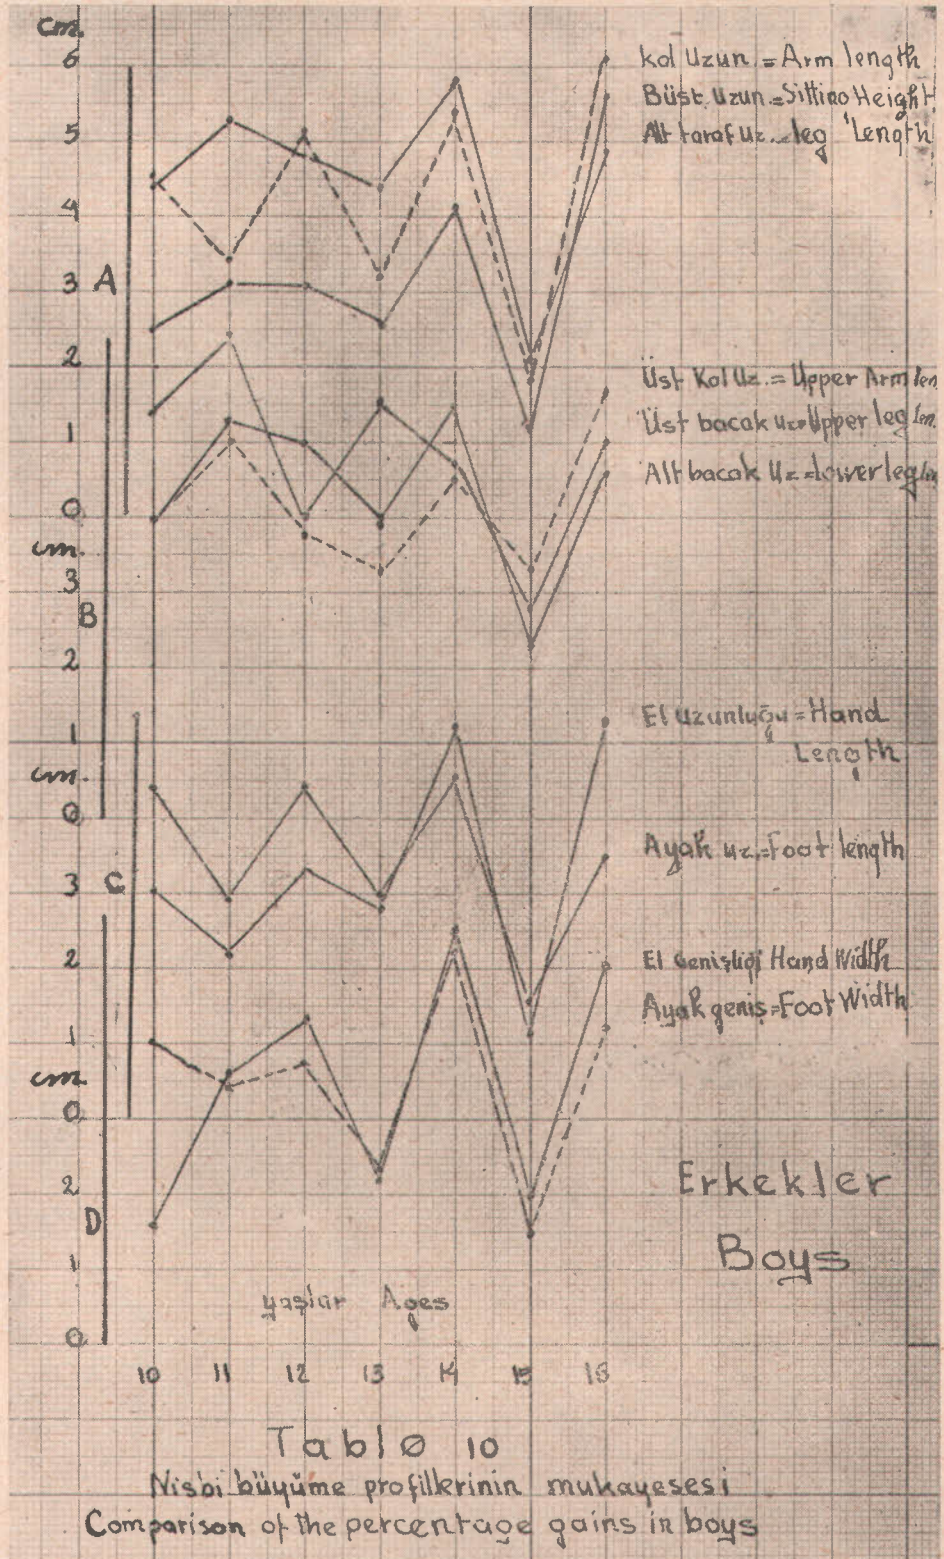 cm.
6
kol Uzun. = Arm length
Büst. Uzun. = Sitting Height
5
Alt taraf uz. = leg Length
4
3 A
2
Üst Kol Uz. = Upper Arm len
1
Üst bacak uz = Upper leg len.
Alt bacak Uz = lower leg len
0
cm.
3
B
2
1
El Uzunluğu = Hand
Length
cm.
0
Ayak uz. = Foot length
3 C
2
El Genişliği Hand Width
Ayak geniş = Foot Width
1
cm.
0
2
Erkekler
D
Boys
1
yaşlar Ages
0
10 11 12 13 14 15 16
Tablo 10
Nisbi büyüme profillerinin mukayesesi
Comparison of the percentage gains in boys